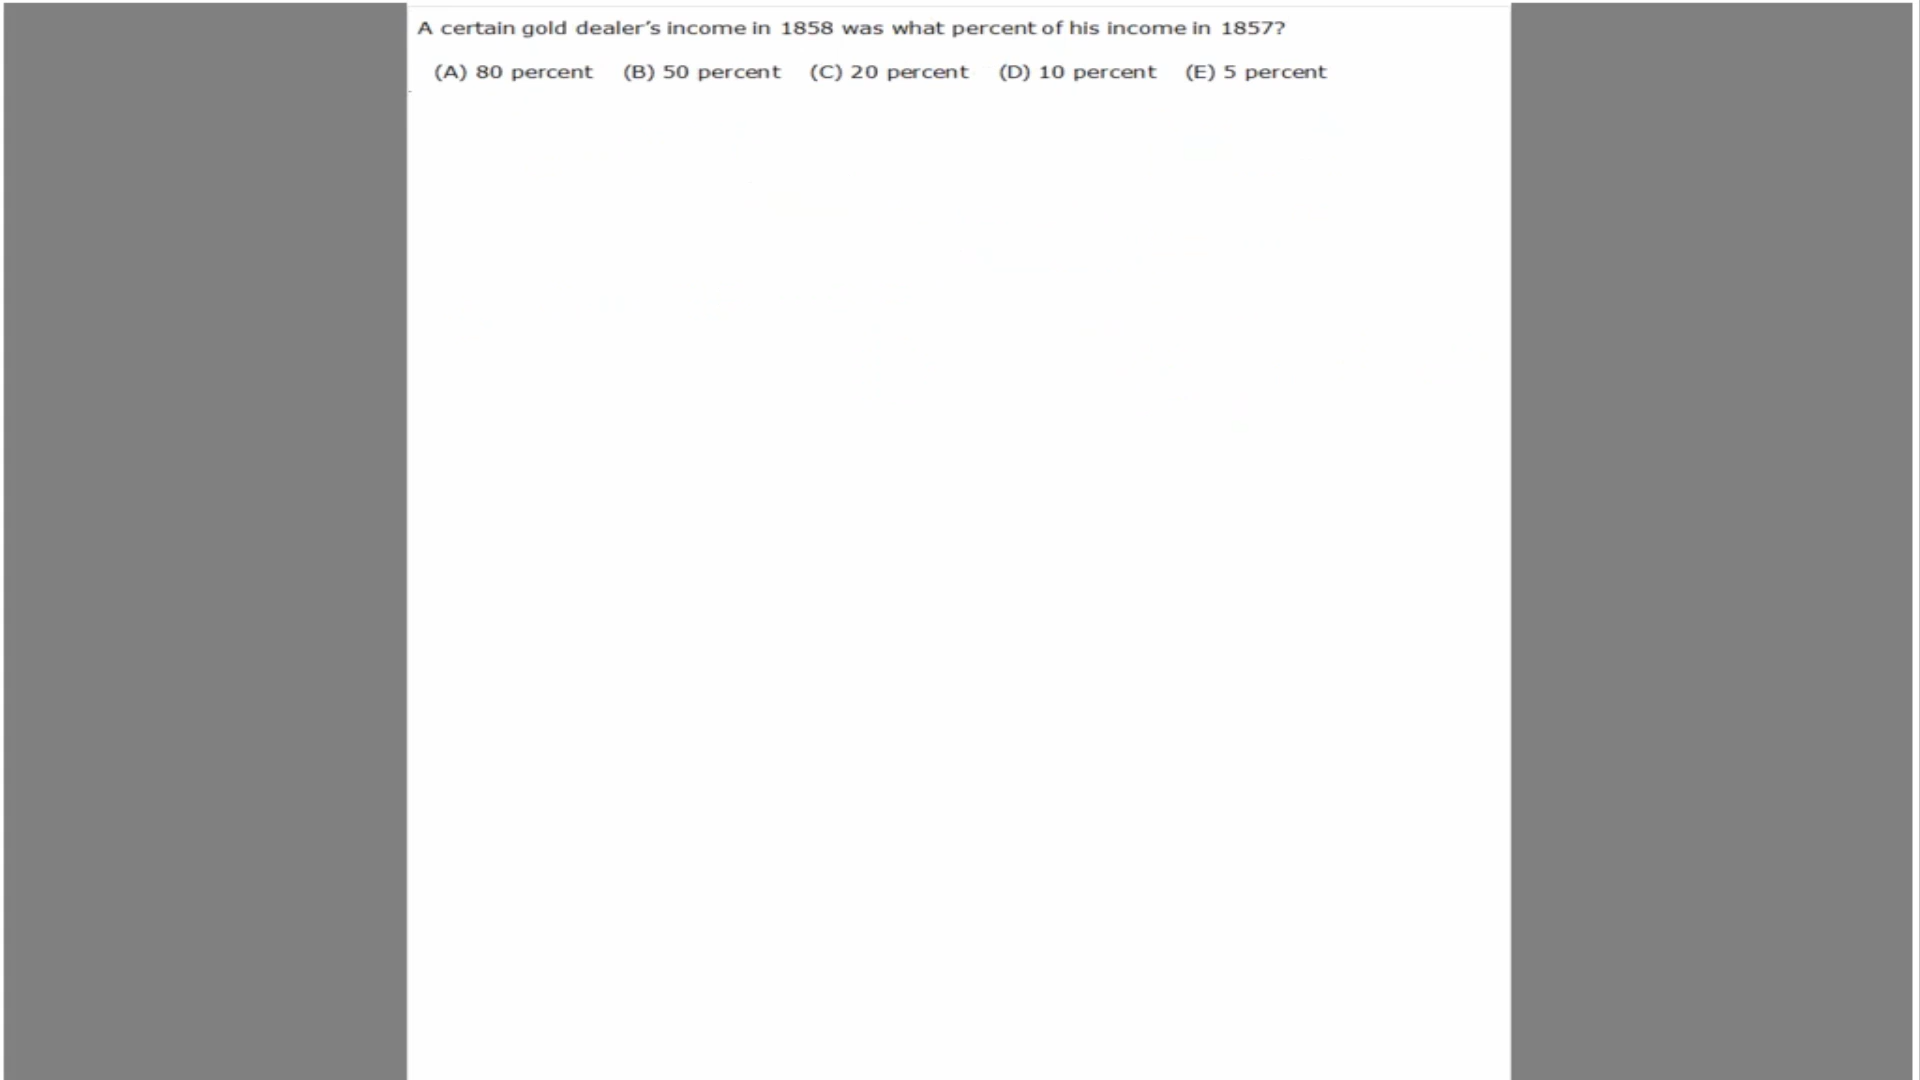 A certain gold dealer’s income in 1858 was what percent of his income in 1857?
(A) 80 percent (B) 50 percent (C) 20 percent (D) 10 percent (E) 5 percent